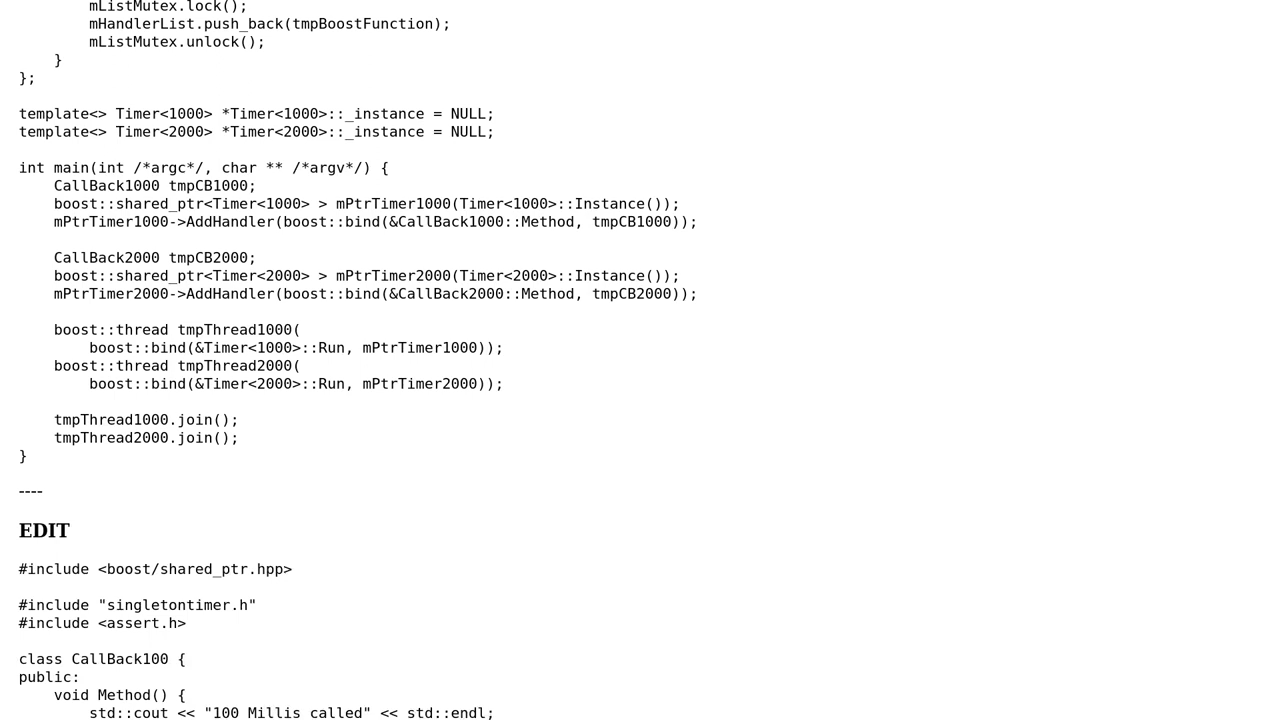 mListMutex.lock();
        mHandlerList.push_back(tmpBoostFunction);
        mListMutex.unlock();
    }
};

template<> Timer<1000> *Timer<1000>::_instance = NULL;
template<> Timer<2000> *Timer<2000>::_instance = NULL;

int main(int /*argc*/, char ** /*argv*/) {
    CallBack1000 tmpCB1000;
    boost::shared_ptr<Timer<1000> > mPtrTimer1000(Timer<1000>::Instance());
    mPtrTimer1000->AddHandler(boost::bind(&CallBack1000::Method, tmpCB1000));

    CallBack2000 tmpCB2000;
    boost::shared_ptr<Timer<2000> > mPtrTimer2000(Timer<2000>::Instance());
    mPtrTimer2000->AddHandler(boost::bind(&CallBack2000::Method, tmpCB2000));

    boost::thread tmpThread1000(
        boost::bind(&Timer<1000>::Run, mPtrTimer1000));
    boost::thread tmpThread2000(
        boost::bind(&Timer<2000>::Run, mPtrTimer2000));

    tmpThread1000.join();
    tmpThread2000.join();
}

----

EDIT

#include <boost/shared_ptr.hpp>

#include "singletontimer.h"
#include <assert.h>

class CallBack100 {
public:
    void Method() {
        std::cout << "100 Millis called" << std::endl;